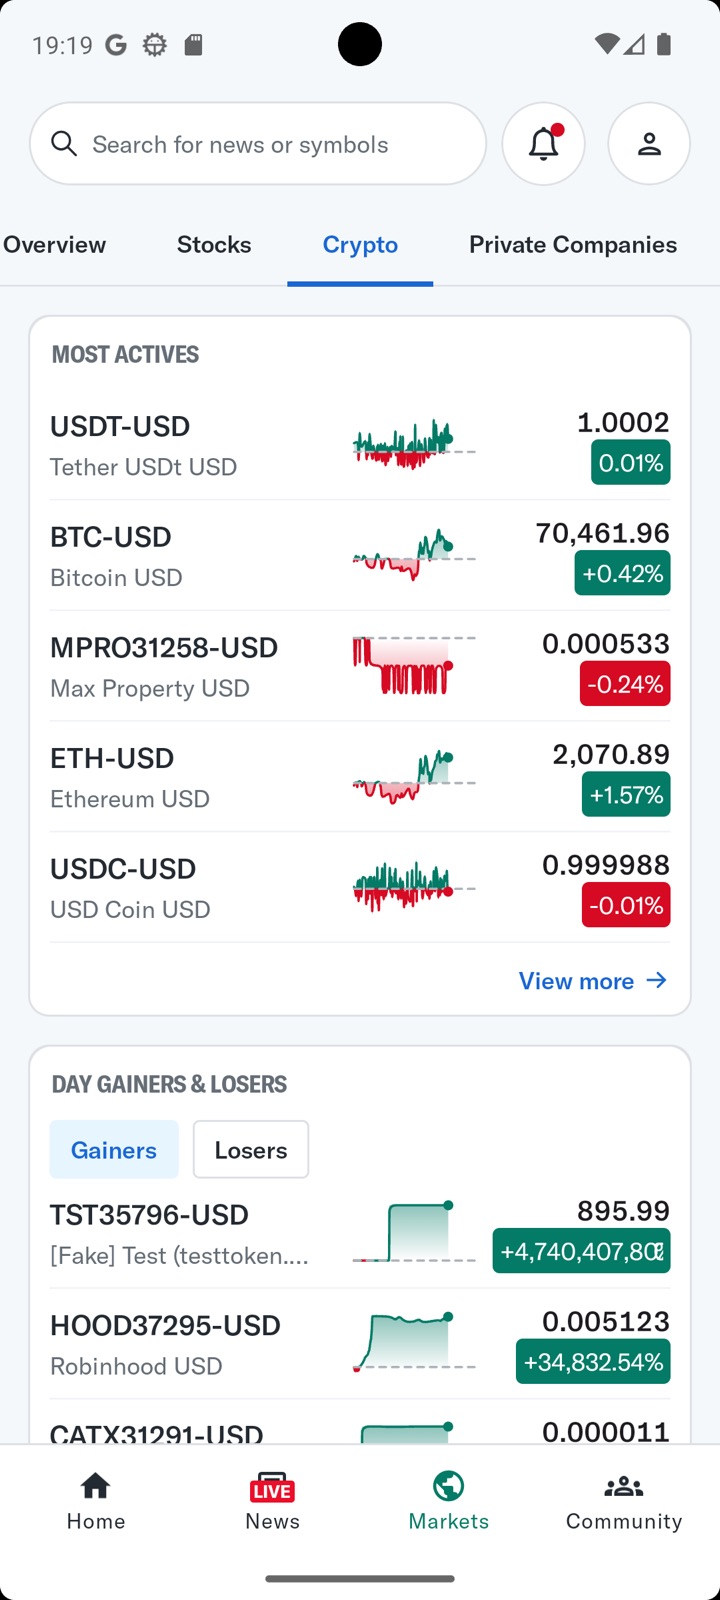 19:19
Search for news or symbols
Overview Stocks Crypto Private Companies
MOST ACTIVES
USDT-USD 1.0002
Tether USDt USD 0.01%
BTC-USD 70,461.96
Bitcoin USD +0.42%
MPRO31258-USD 0.000533
Max Property USD -0.24%
ETH-USD 2,070.89
Ethereum USD +1.57%
USDC-USD 0.999988
USD Coin USD -0.01%
View more
DAY GAINERS & LOSERS
Gainers Losers
TST35796-USD 895.99
[Fake] Test (testtoken....
HOOD37295-USD 0.005123
Robinhood USD +34,832.54%
CATX31291-USD 0.000011
LIVE
Home News Markets Community